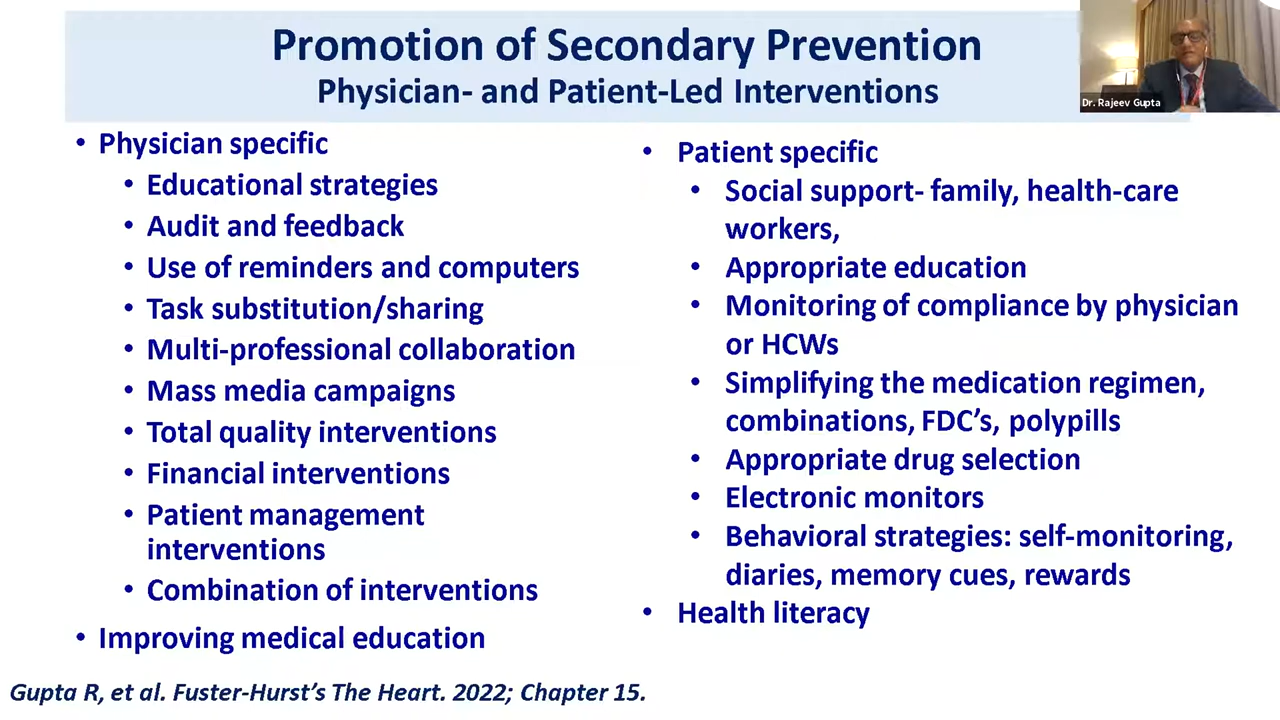 Promotion of Secondary Prevention
Physician- and Patient-Led Interventions
Dr. Rajeev Gupta
• Physician specific
• Educational strategies
• Audit and feedback
• Use of reminders and computers
• Task substitution/sharing
• Multi-professional collaboration
• Mass media campaigns
• Total quality interventions
• Financial interventions
• Patient management
interventions
• Combination of interventions
• Improving medical education
• Patient specific
• Social support- family, health-care
workers,
• Appropriate education
• Monitoring of compliance by physician
or HCWs
• Simplifying the medication regimen,
combinations, FDC’s, polypills
• Appropriate drug selection
• Electronic monitors
• Behavioral strategies: self-monitoring,
diaries, memory cues, rewards
• Health literacy
Gupta R, et al. Fuster-Hurst’s The Heart. 2022; Chapter 15.